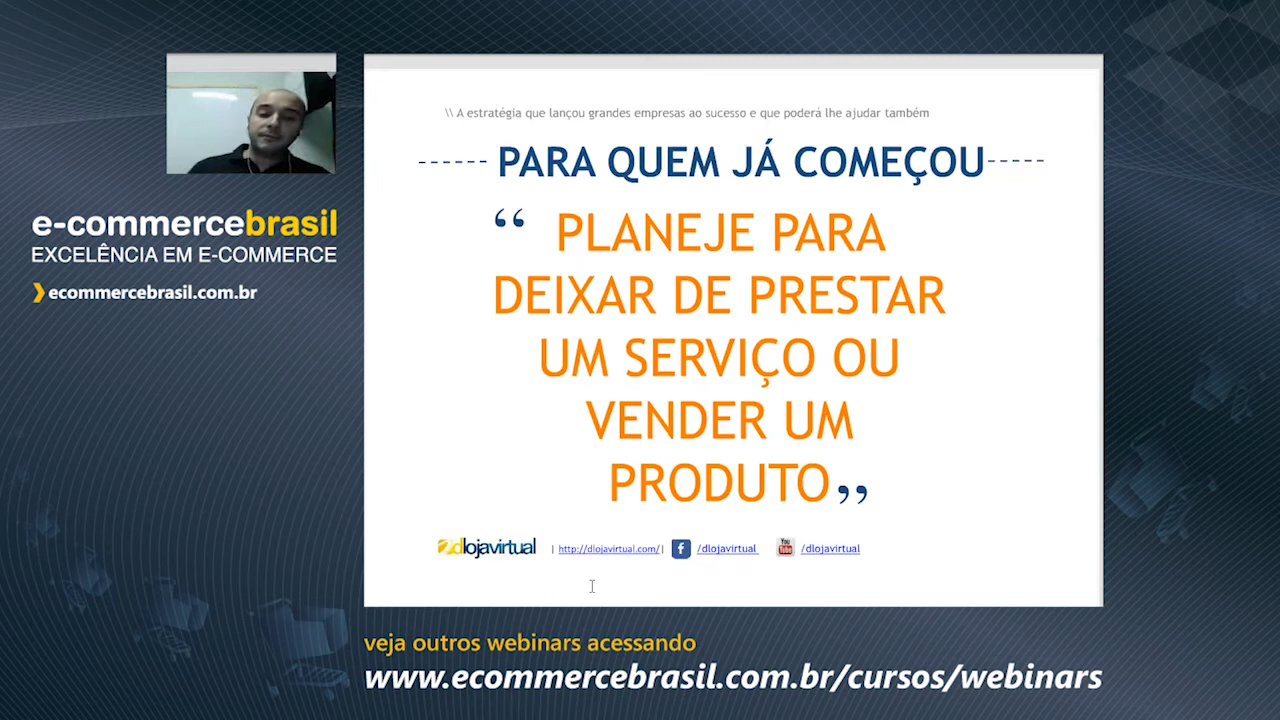 e-commercebrasil
EXCELÊNCIA EM E-COMMERCE
ecommercebrasil.com.br
\\ A estratégia que lançou grandes empresas ao sucesso e que poderá lhe ajudar também
PARA QUEM JÁ COMEÇOU
“ PLANEJE PARA
DEIXAR DE PRESTAR
UM SERVIÇO OU
VENDER UM
PRODUTO ”
dlojavirtual | http://dlojavirtual.com/ | f /dlojavirtual You Tube /dlojavirtual
veja outros webinars acessando
www.ecommercebrasil.com.br/cursos/webinars